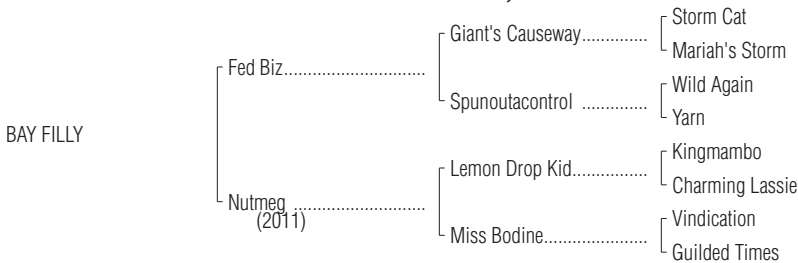 Storm Cat
Giant's Causeway..............
Mariah's Storm
Fed Biz..............................
Wild Again
Spunoutacontrol ..............
Yarn
BAY FILLY
Kingmambo
Lemon Drop Kid................
Charming Lassie
Nutmeg ............................
(2011)
Vindication
Miss Bodine......................
Guilded Times